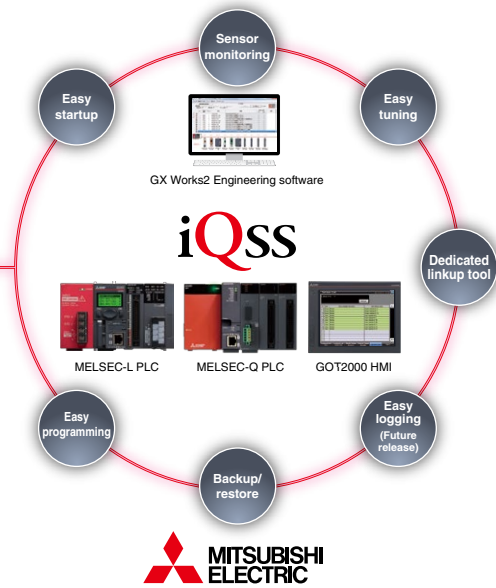 Sensor
monitoring
Easy
startup
Easy
tuning
GX Works2 Engineering software
iQss
Dedicated
linkup tool
MELSEC-L PLC
MELSEC-Q PLC
GOT2000 HMI
Easy
programming
Easy
logging
(Future
release)
Backup/
restore
MITSUBISHI
ELECTRIC